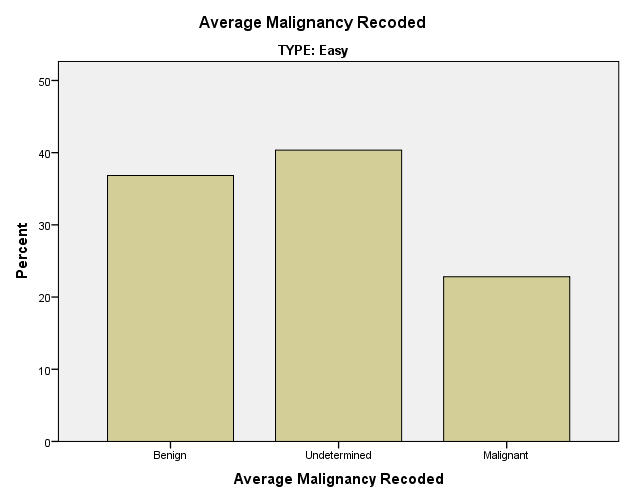 Average Malignancy Recoded
TYPE: Easy
50
40
30
20
10
0
Percent
Benign
Undetermined
Malignant
Average Malignancy Recoded